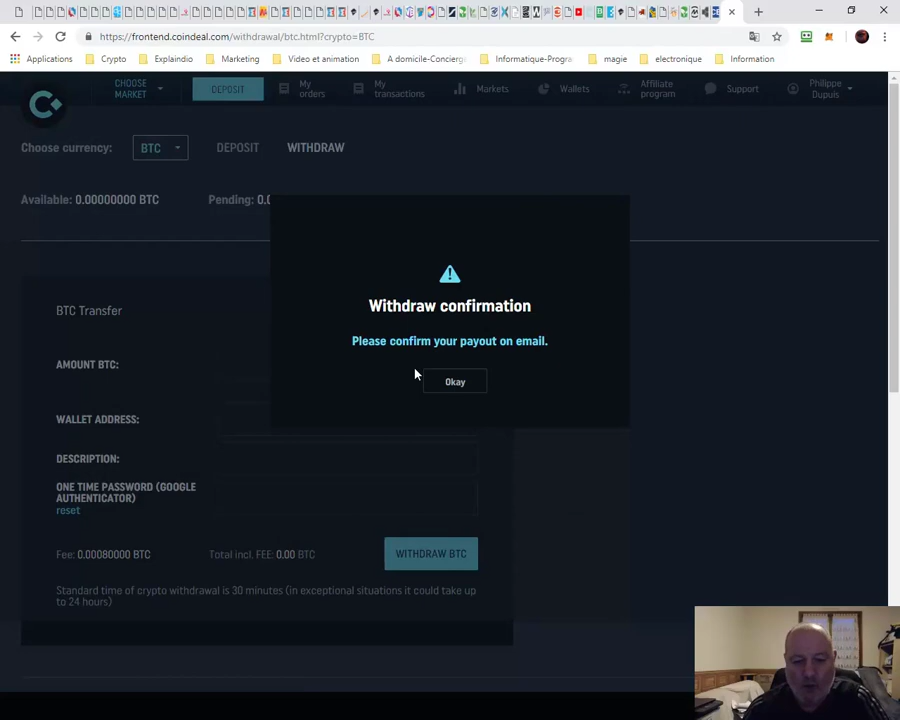 https://frontend.coindeal.com/withdrawal/btc.html?crypto=BTC
Applications Crypto Explaindio Marketing Video et animation A domicile-Concierg Informatique-Progra magie electronique Information
CHOOSE MARKET DEPOSIT My orders My transactions Markets Wallets Affiliate program Support Philippe Dupuis
Choose currency: BTC DEPOSIT WITHDRAW
Available: 0.00000000 BTC Pending: 0.0
Withdraw confirmation
Please confirm your payout on email.
Okay
BTC Transfer
AMOUNT BTC:
WALLET ADDRESS:
DESCRIPTION:
ONE TIME PASSWORD (GOOGLE
AUTHENTICATOR)
reset
Fee: 0.00080000 BTC Total incl. FEE: 0.00 BTC WITHDRAW BTC
Standard time of crypto withdrawal is 30 minutes (in exceptional situations it could take up
to 24 hours)